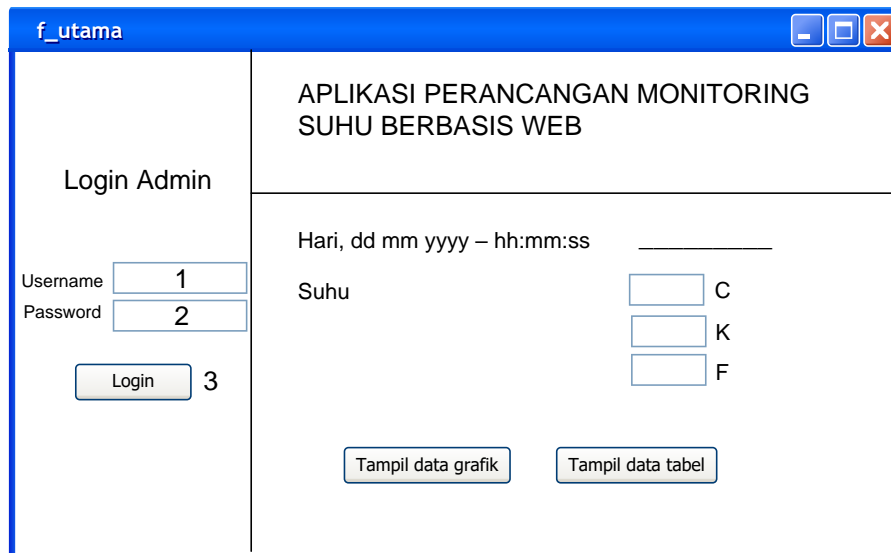 f_utama
APLIKASI PERANCANGAN MONITORING
SUHU BERBASIS WEB
Login Admin
Username 1
Password 2
Login 3
Hari, dd mm yyyy – hh:mm:ss __________
Suhu C
K
F
Tampil data grafik Tampil data tabel